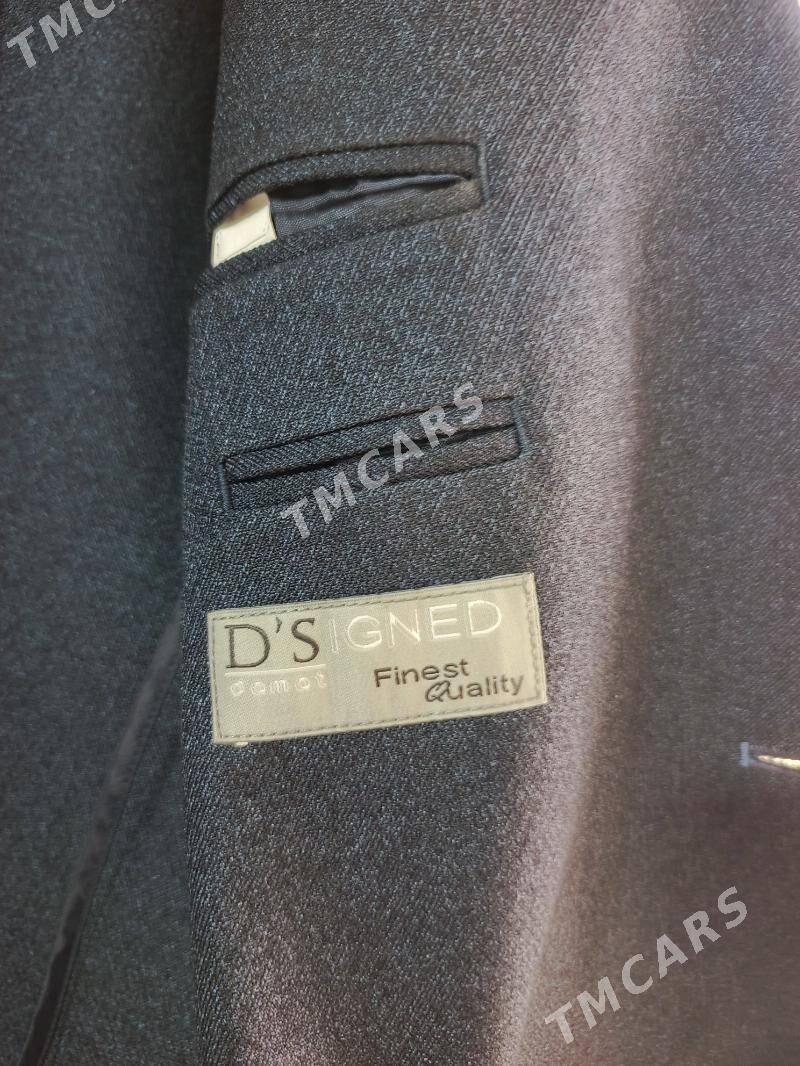 TMCARS
TMCARS
D'SIGNED
damat
Finest
Quality
TMCARS